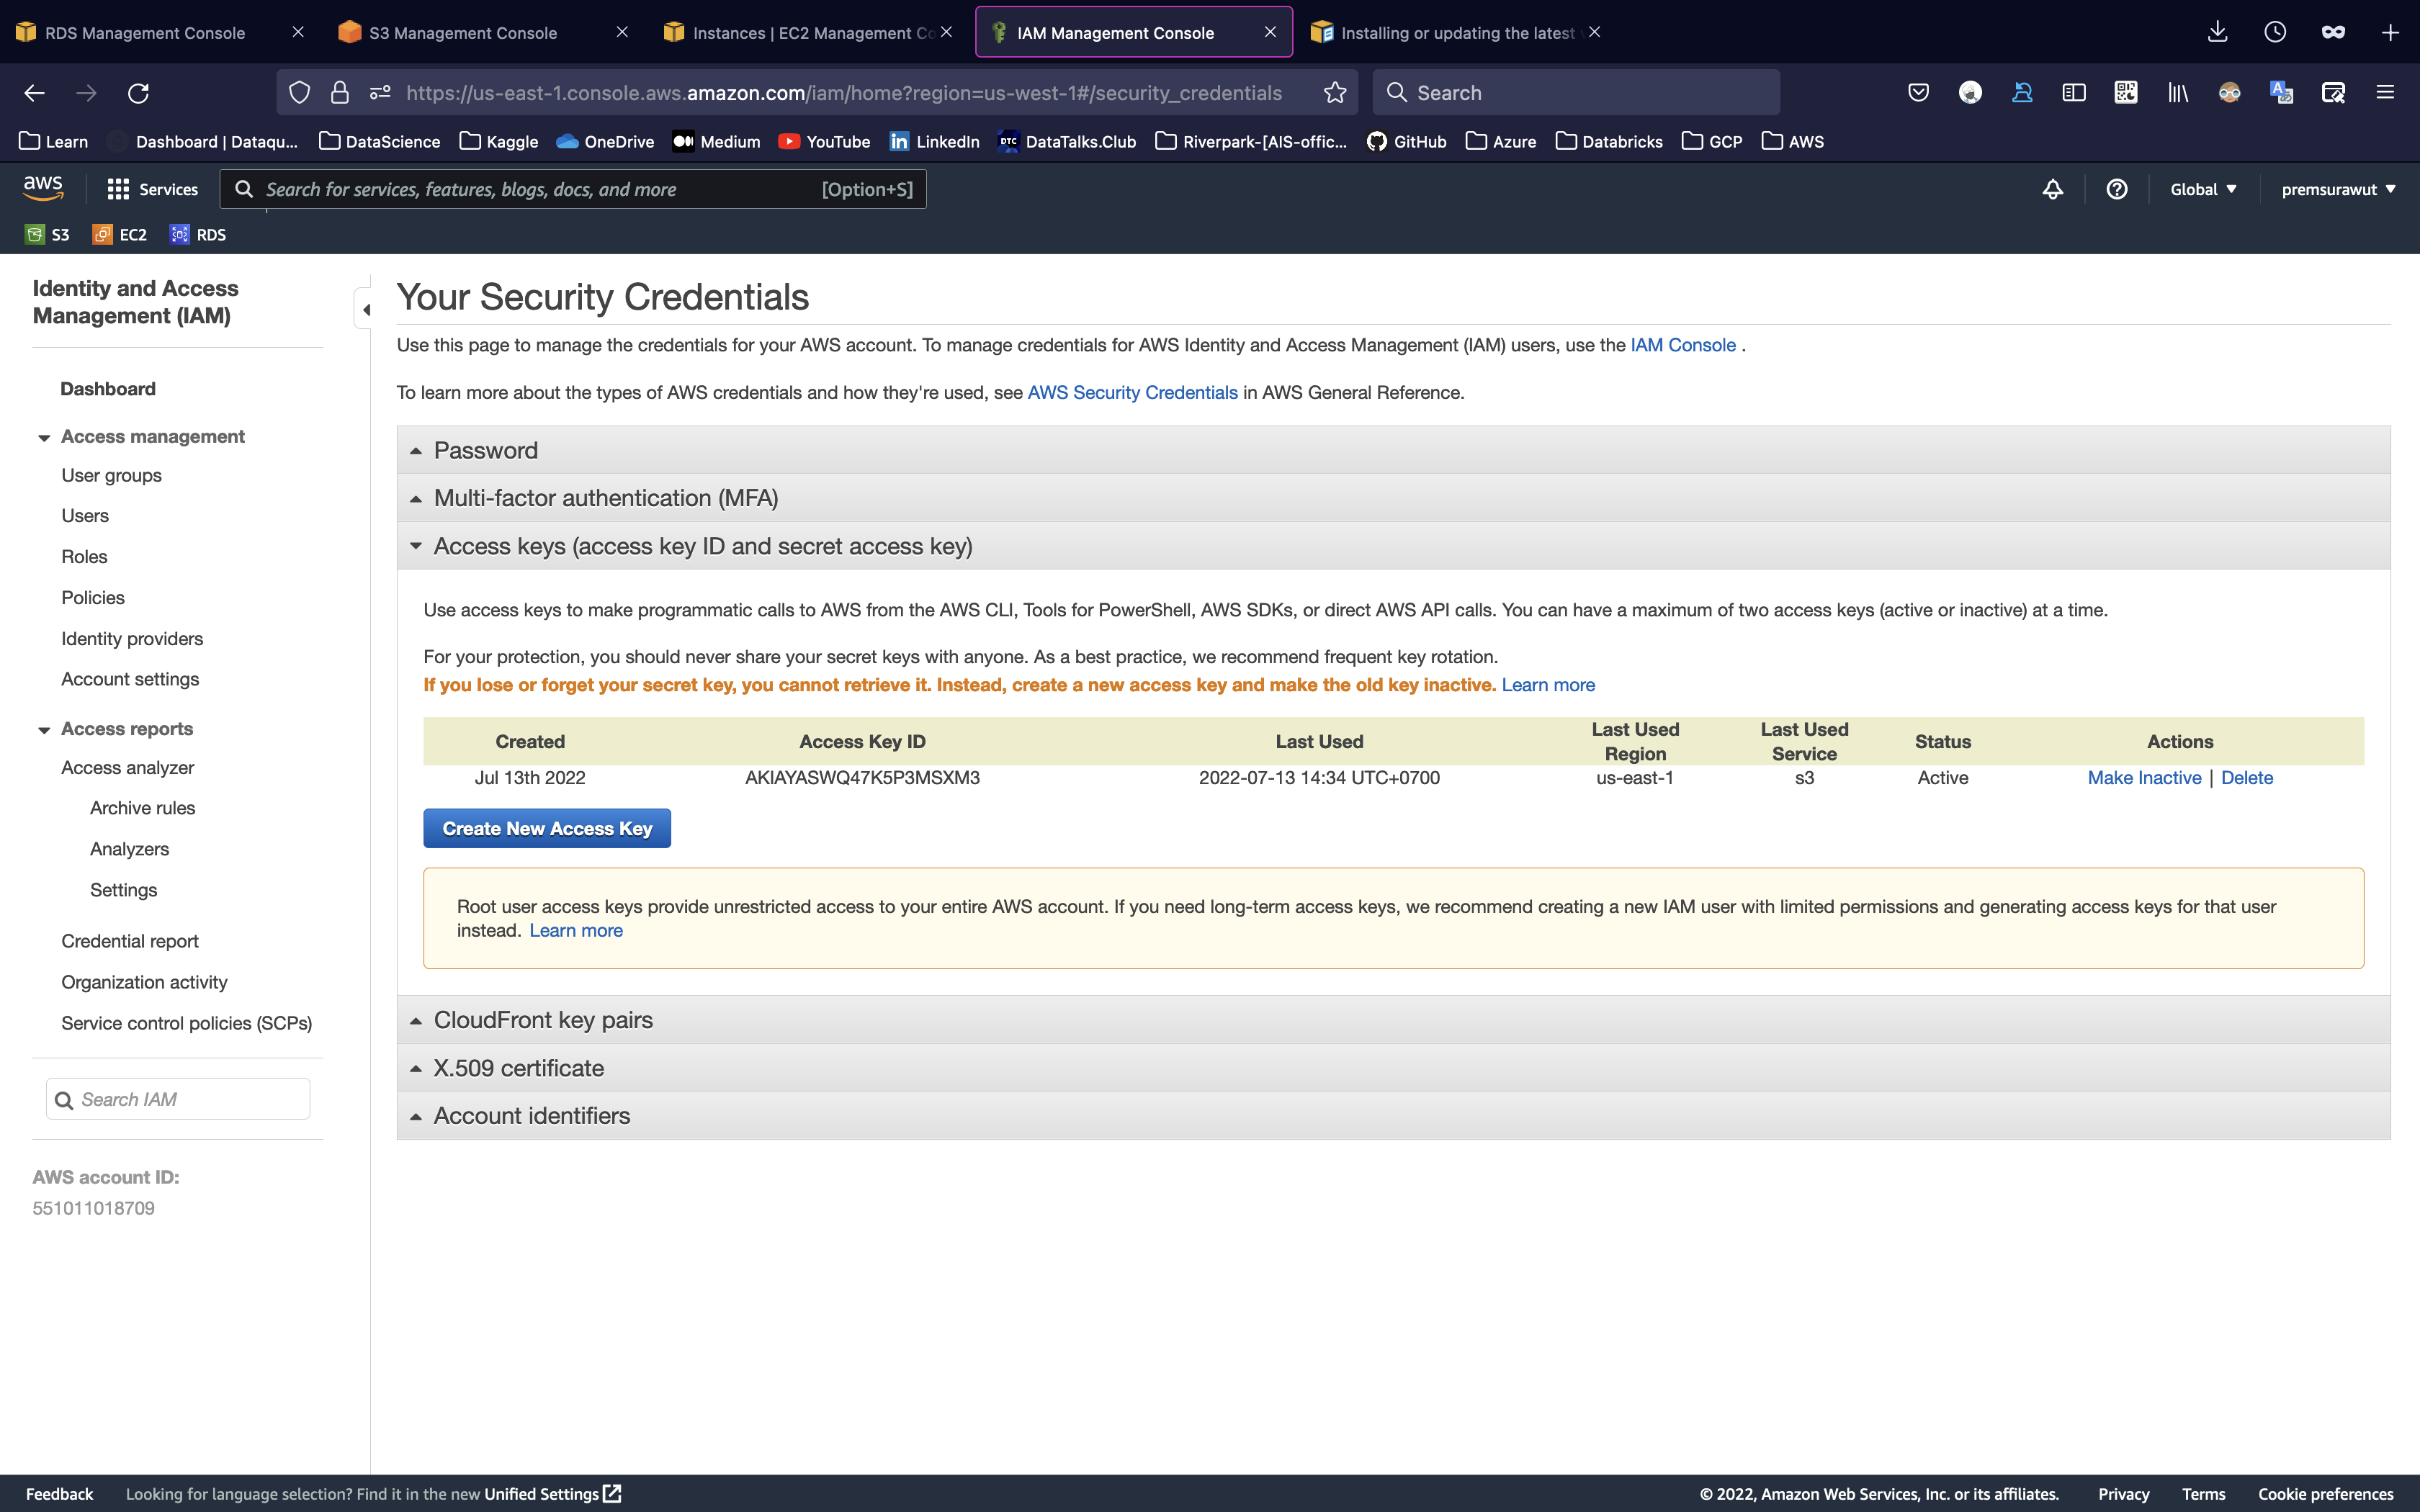 RDS Management Console
S3 Management Console
Instances | EC2 Management Co
IAM Management Console
Installing or updating the latest
https://us-east-1.console.aws.amazon.com/iam/home?region=us-west-1#/security_credentials
Search
Learn
Dashboard | Dataqu...
DataScience
Kaggle
OneDrive
Medium
YouTube
LinkedIn
DataTalks.Club
Riverpark-[AIS-offic...
GitHub
Azure
Databricks
GCP
AWS
aws
Services
Search for services, features, blogs, docs, and more
[Option+S]
Global
premsurawut
S3
EC2
RDS
Identity and Access
Management (IAM)
Dashboard
Access management
User groups
Users
Roles
Policies
Identity providers
Account settings
Access reports
Access analyzer
Archive rules
Analyzers
Settings
Credential report
Organization activity
Service control policies (SCPs)
Search IAM
AWS account ID:
551011018709
Your Security Credentials
Use this page to manage the credentials for your AWS account. To manage credentials for AWS Identity and Access Management (IAM) users, use the IAM Console .
To learn more about the types of AWS credentials and how they're used, see AWS Security Credentials in AWS General Reference.
Password
Multi-factor authentication (MFA)
Access keys (access key ID and secret access key)
Use access keys to make programmatic calls to AWS from the AWS CLI, Tools for PowerShell, AWS SDKs, or direct AWS API calls. You can have a maximum of two access keys (active or inactive) at a time.
For your protection, you should never share your secret keys with anyone. As a best practice, we recommend frequent key rotation.
If you lose or forget your secret key, you cannot retrieve it. Instead, create a new access key and make the old key inactive. Learn more
Created Access Key ID Last Used Last Used Region Last Used Service Status Actions
Jul 13th 2022 AKIAYASWQ47K5P3MSXM3 2022-07-13 14:34 UTC+0700 us-east-1 s3 Active Make Inactive | Delete
Create New Access Key
Root user access keys provide unrestricted access to your entire AWS account. If you need long-term access keys, we recommend creating a new IAM user with limited permissions and generating access keys for that user
instead. Learn more
CloudFront key pairs
X.509 certificate
Account identifiers
Feedback
Looking for language selection? Find it in the new Unified Settings
© 2022, Amazon Web Services, Inc. or its affiliates.
Privacy
Terms
Cookie preferences